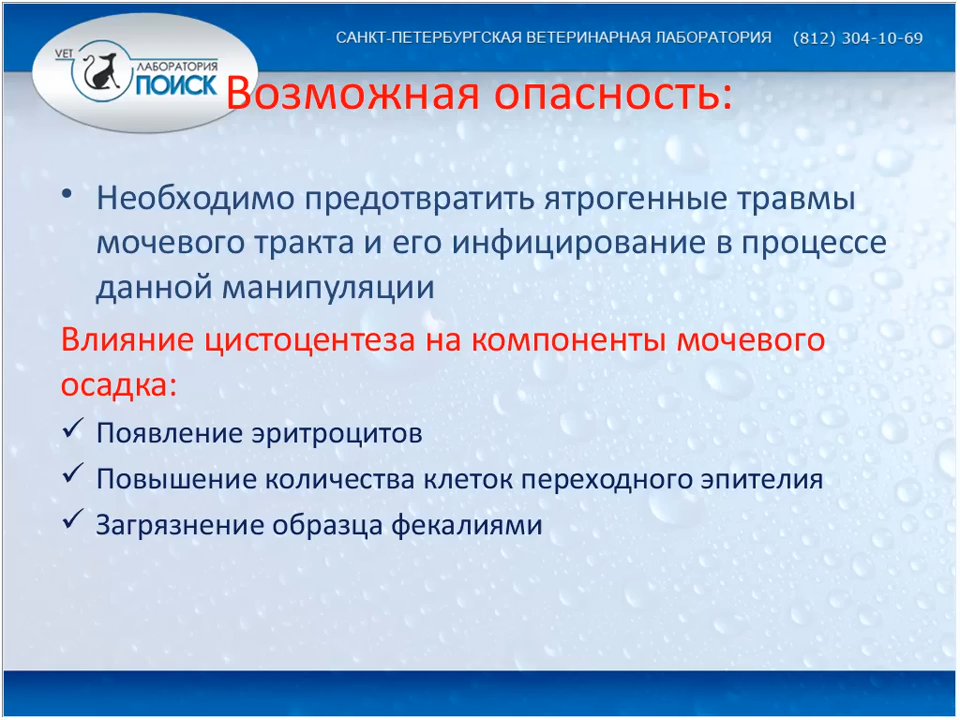 САНКТ-ПЕТЕРБУРГСКАЯ ВЕТЕРИНАРНАЯ ЛАБОРАТОРИЯ (812) 304-10-69
VET
ЛАБОРАТОРИЯ
ПОИСК
Возможная опасность:
• Необходимо предотвратить ятрогенные травмы
мочевого тракта и его инфицирование в процессе
данной манипуляции
Влияние цистоцентеза на компоненты мочевого
осадка:
✓ Появление эритроцитов
✓ Повышение количества клеток переходного эпителия
✓ Загрязнение образца фекалиями